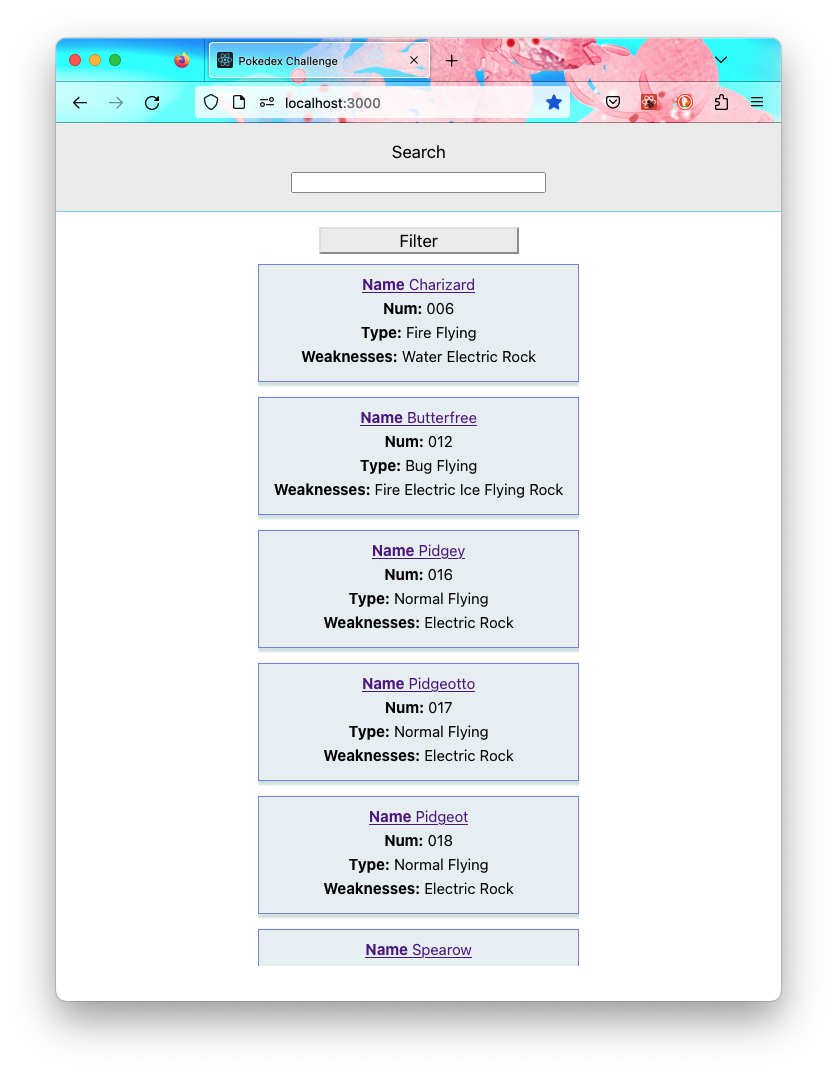 Pokedex Challenge
localhost:3000
Search
Filter
Name Charizard
Num: 006
Type: Fire Flying
Weaknesses: Water Electric Rock
Name Butterfree
Num: 012
Type: Bug Flying
Weaknesses: Fire Electric Ice Flying Rock
Name Pidgey
Num: 016
Type: Normal Flying
Weaknesses: Electric Rock
Name Pidgeotto
Num: 017
Type: Normal Flying
Weaknesses: Electric Rock
Name Pidgeot
Num: 018
Type: Normal Flying
Weaknesses: Electric Rock
Name Spearow